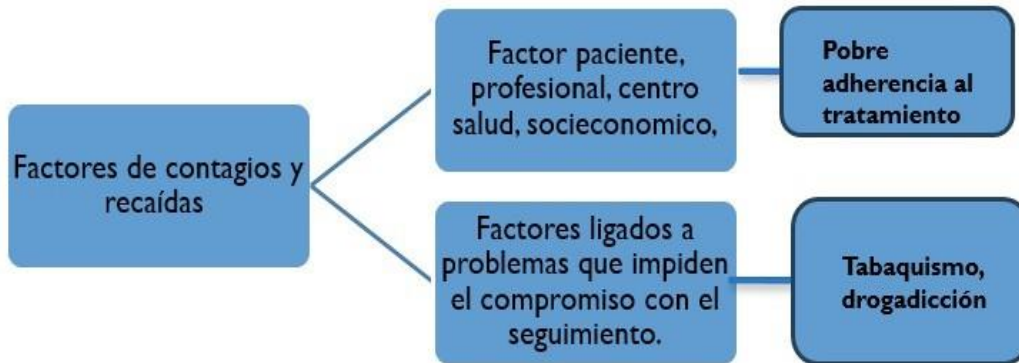 Factores de contagios y
recaídas
Factor paciente,
profesional, centro
salud, socieconomico,
Pobre
adherencia al
tratamiento
Factores ligados a
problemas que impiden
el compromiso con el
seguimiento.
Tabaquismo,
drogadicción